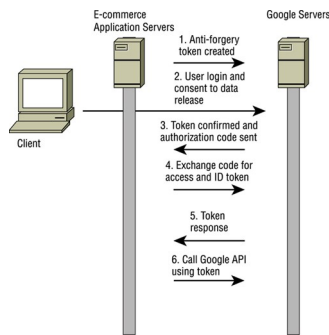 E-commerce
Application Servers
Google Servers
1. Anti-forgery
token created
2. User login and
consent to data
release
Client
3. Token confirmed and
authorization code sent
4. Exchange code for
access and ID token
5. Token
response
6. Call Google API
using token